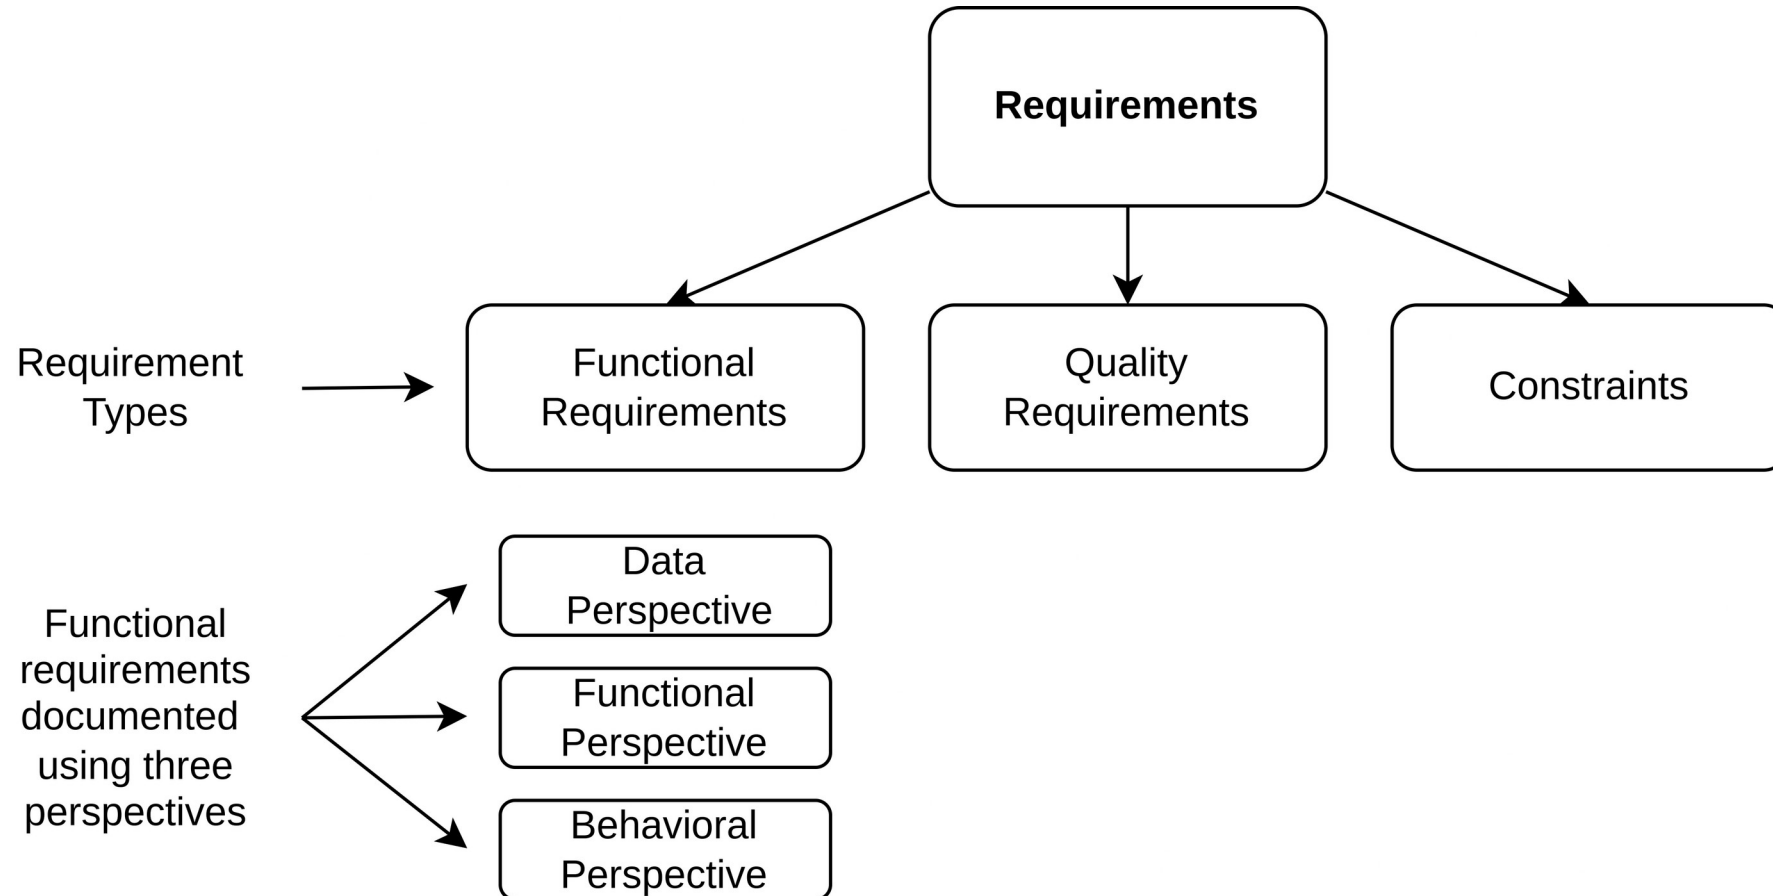 Requirements
Requirement
Types
Functional
Requirements
Quality
Requirements
Constraints
Functional
requirements
documented
using three
perspectives
Data
Perspective
Functional
Perspective
Behavioral
Perspective